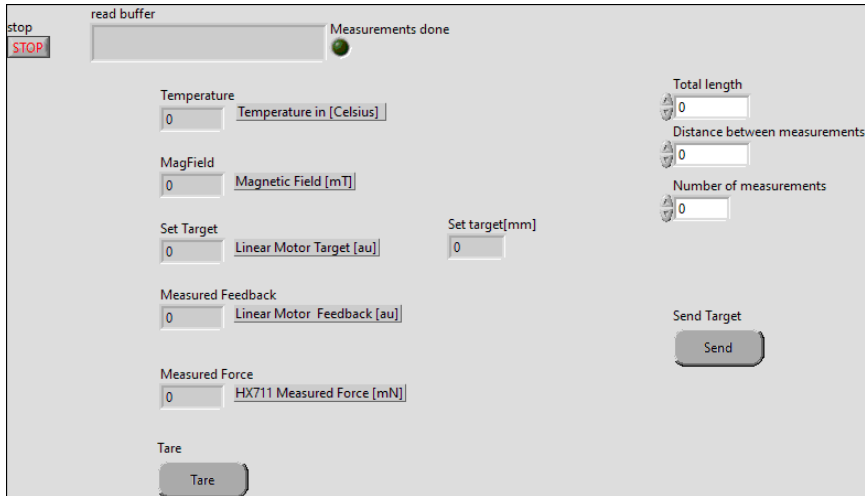 read buffer
stop
STOP
Measurements done
Temperature
0
Temperature in [Celsius]
Total length
0
Distance between measurements
0
MagField
0
Magnetic Field [mT]
Number of measurements
0
Set Target
0
Linear Motor Target [au]
Set target[mm]
0
Measured Feedback
0
Linear Motor  Feedback [au]
Send Target
Send
Measured Force
0
HX711 Measured Force [mN]
Tare
Tare